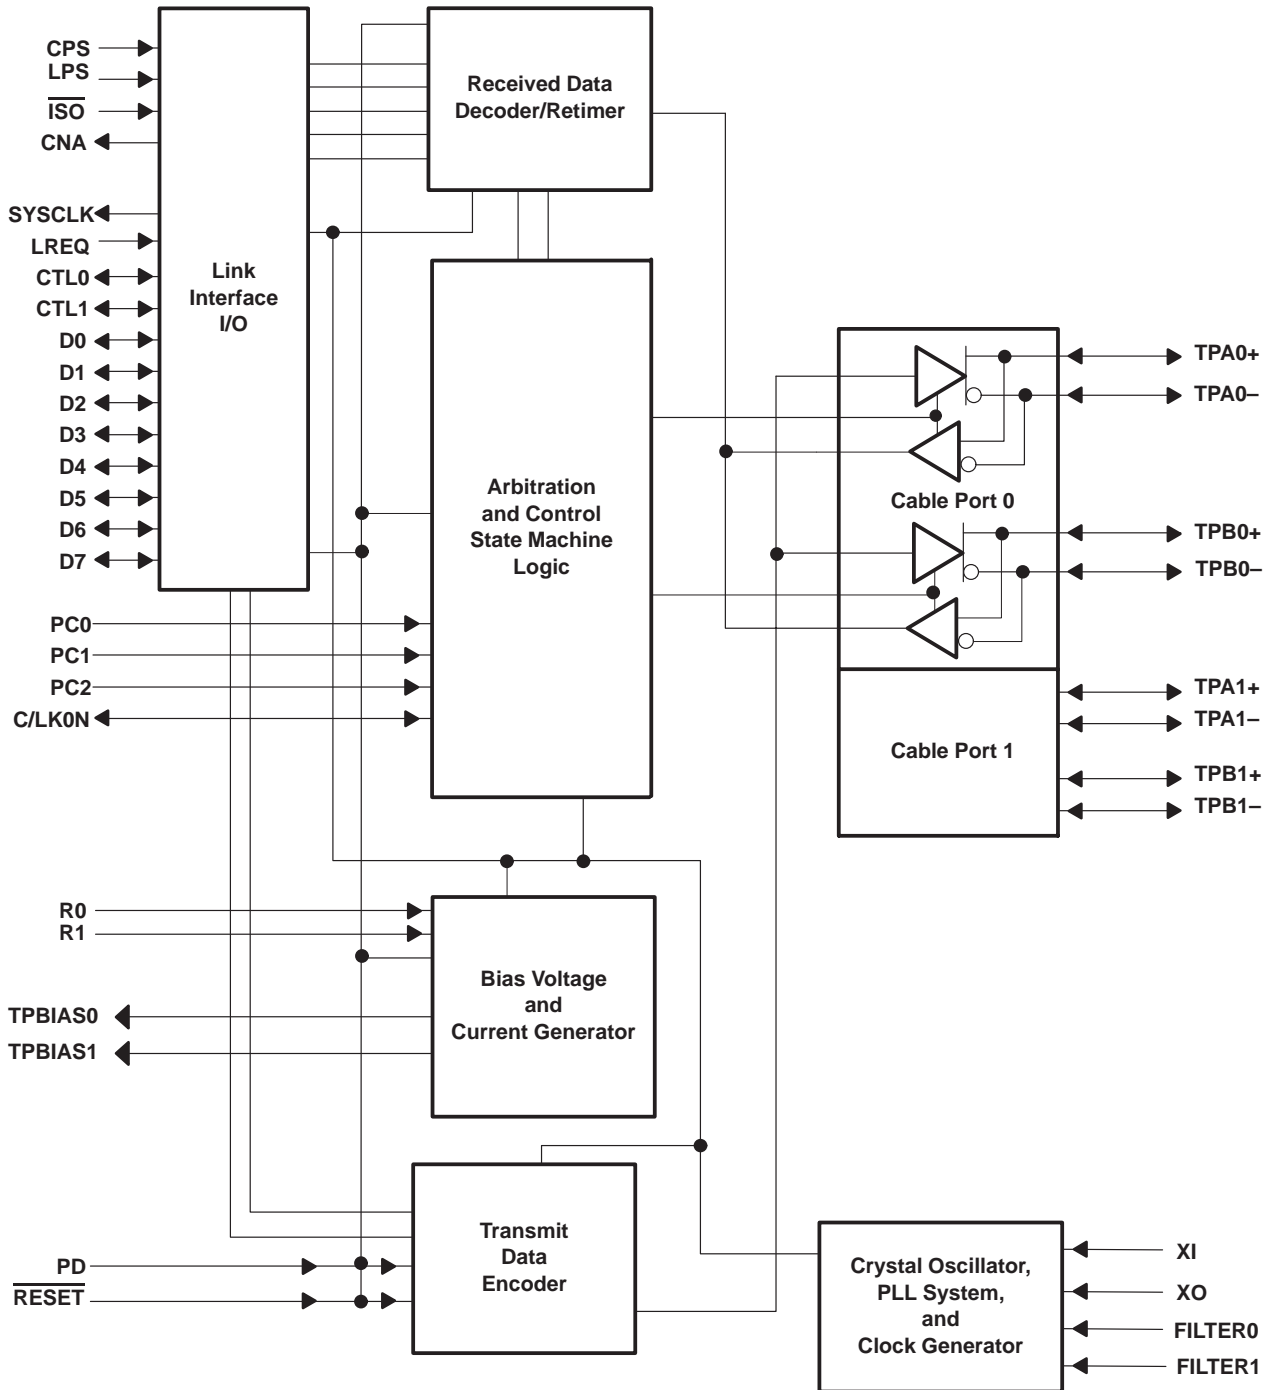 CPS
LPS
ISO
CNA
SYSCLK
LREQ
CTL0
CTL1
D0
D1
D2
D3
D4
D5
D6
D7
PC0
PC1
PC2
C/LK0N
R0
R1
TPBIAS0
TPBIAS1
PD
RESET
Link
Interface
I/O
Received Data
Decoder/Retimer
Arbitration
and Control
State Machine
Logic
Bias Voltage
and
Current Generator
Transmit
Data
Encoder
Cable Port 0
Cable Port 1
Crystal Oscillator,
PLL System,
and
Clock Generator
TPA0+
TPA0–
TPB0+
TPB0–
TPA1+
TPA1–
TPB1+
TPB1–
XI
XO
FILTER0
FILTER1